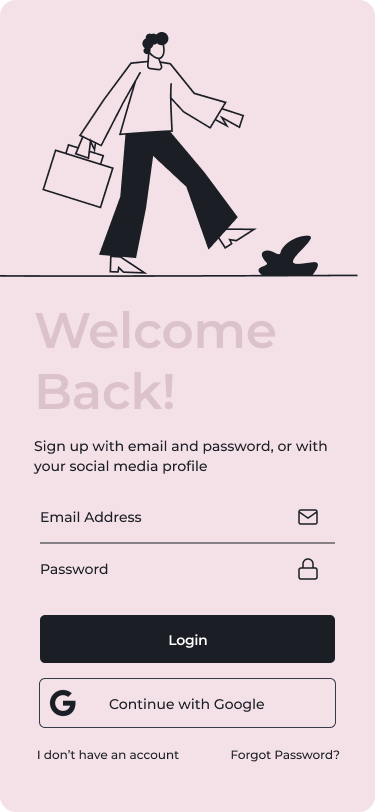 Welcome
Back!
Sign up with email and password, or with
your social media profile
Email Address
Password
Login
Continue with Google
I don’t have an account
Forgot Password?